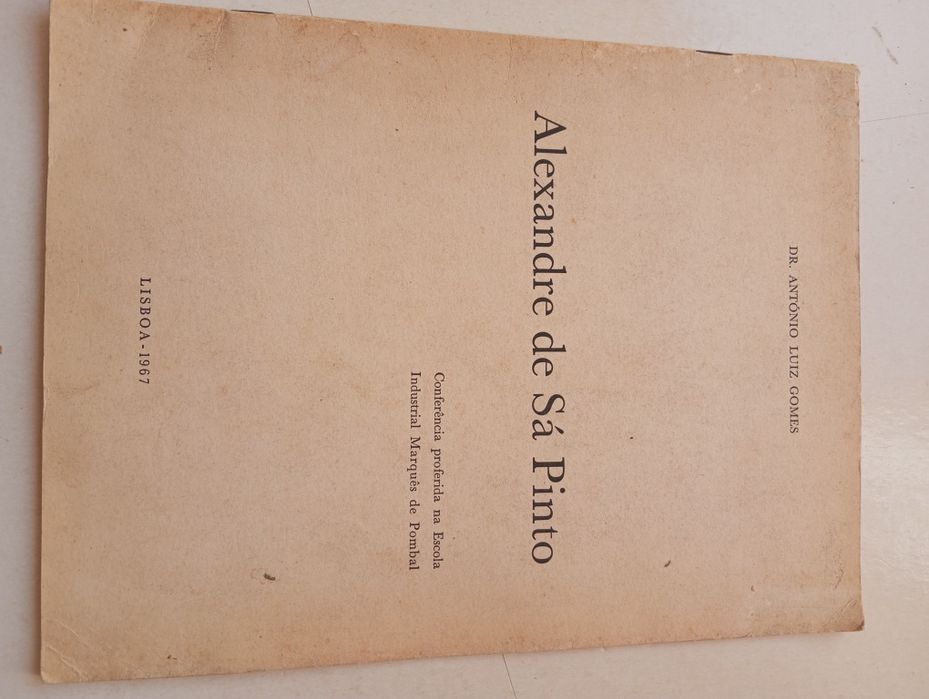 DR. ANTÓNIO LUIZ GOMES
Alexandre de Sá Pinto
Conferência proferida na Escola
Industrial Marquês de Pombal
LISBOA - 1967